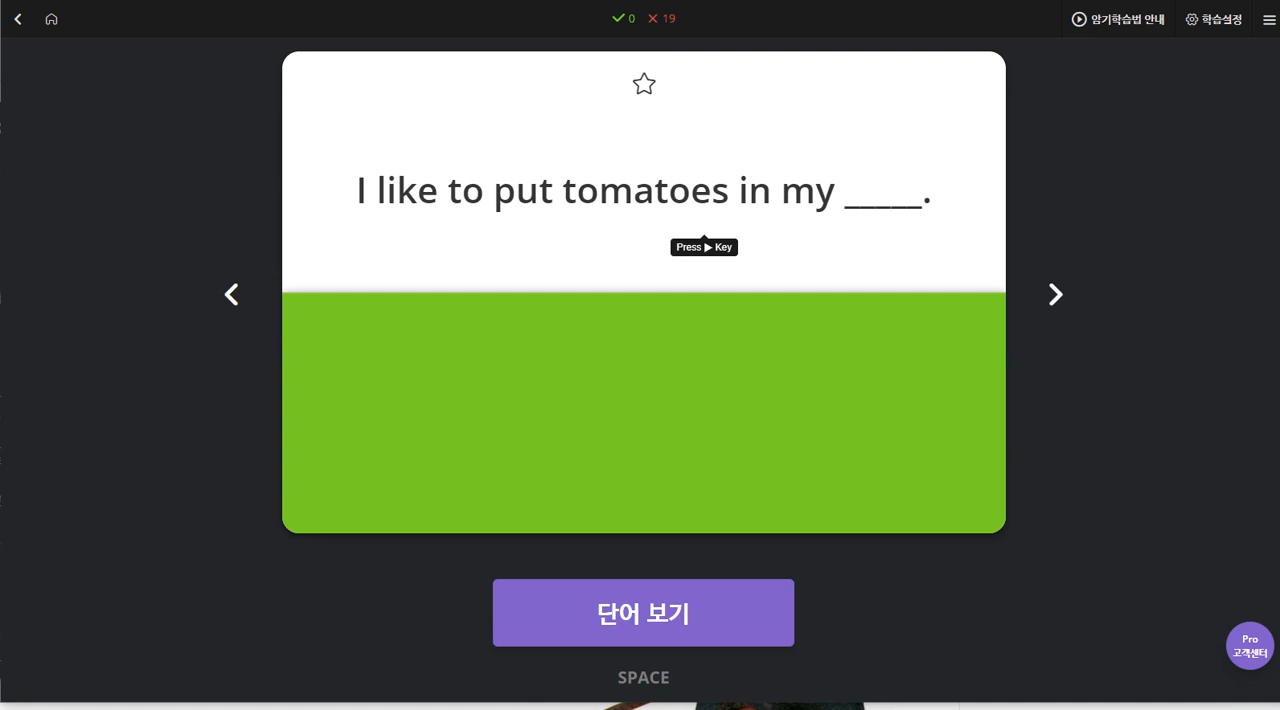 0 19 암기학습법 안내 학습설정
I like to put tomatoes in my _____.
Press ▶ Key
단어 보기
SPACE
Pro
고객센터